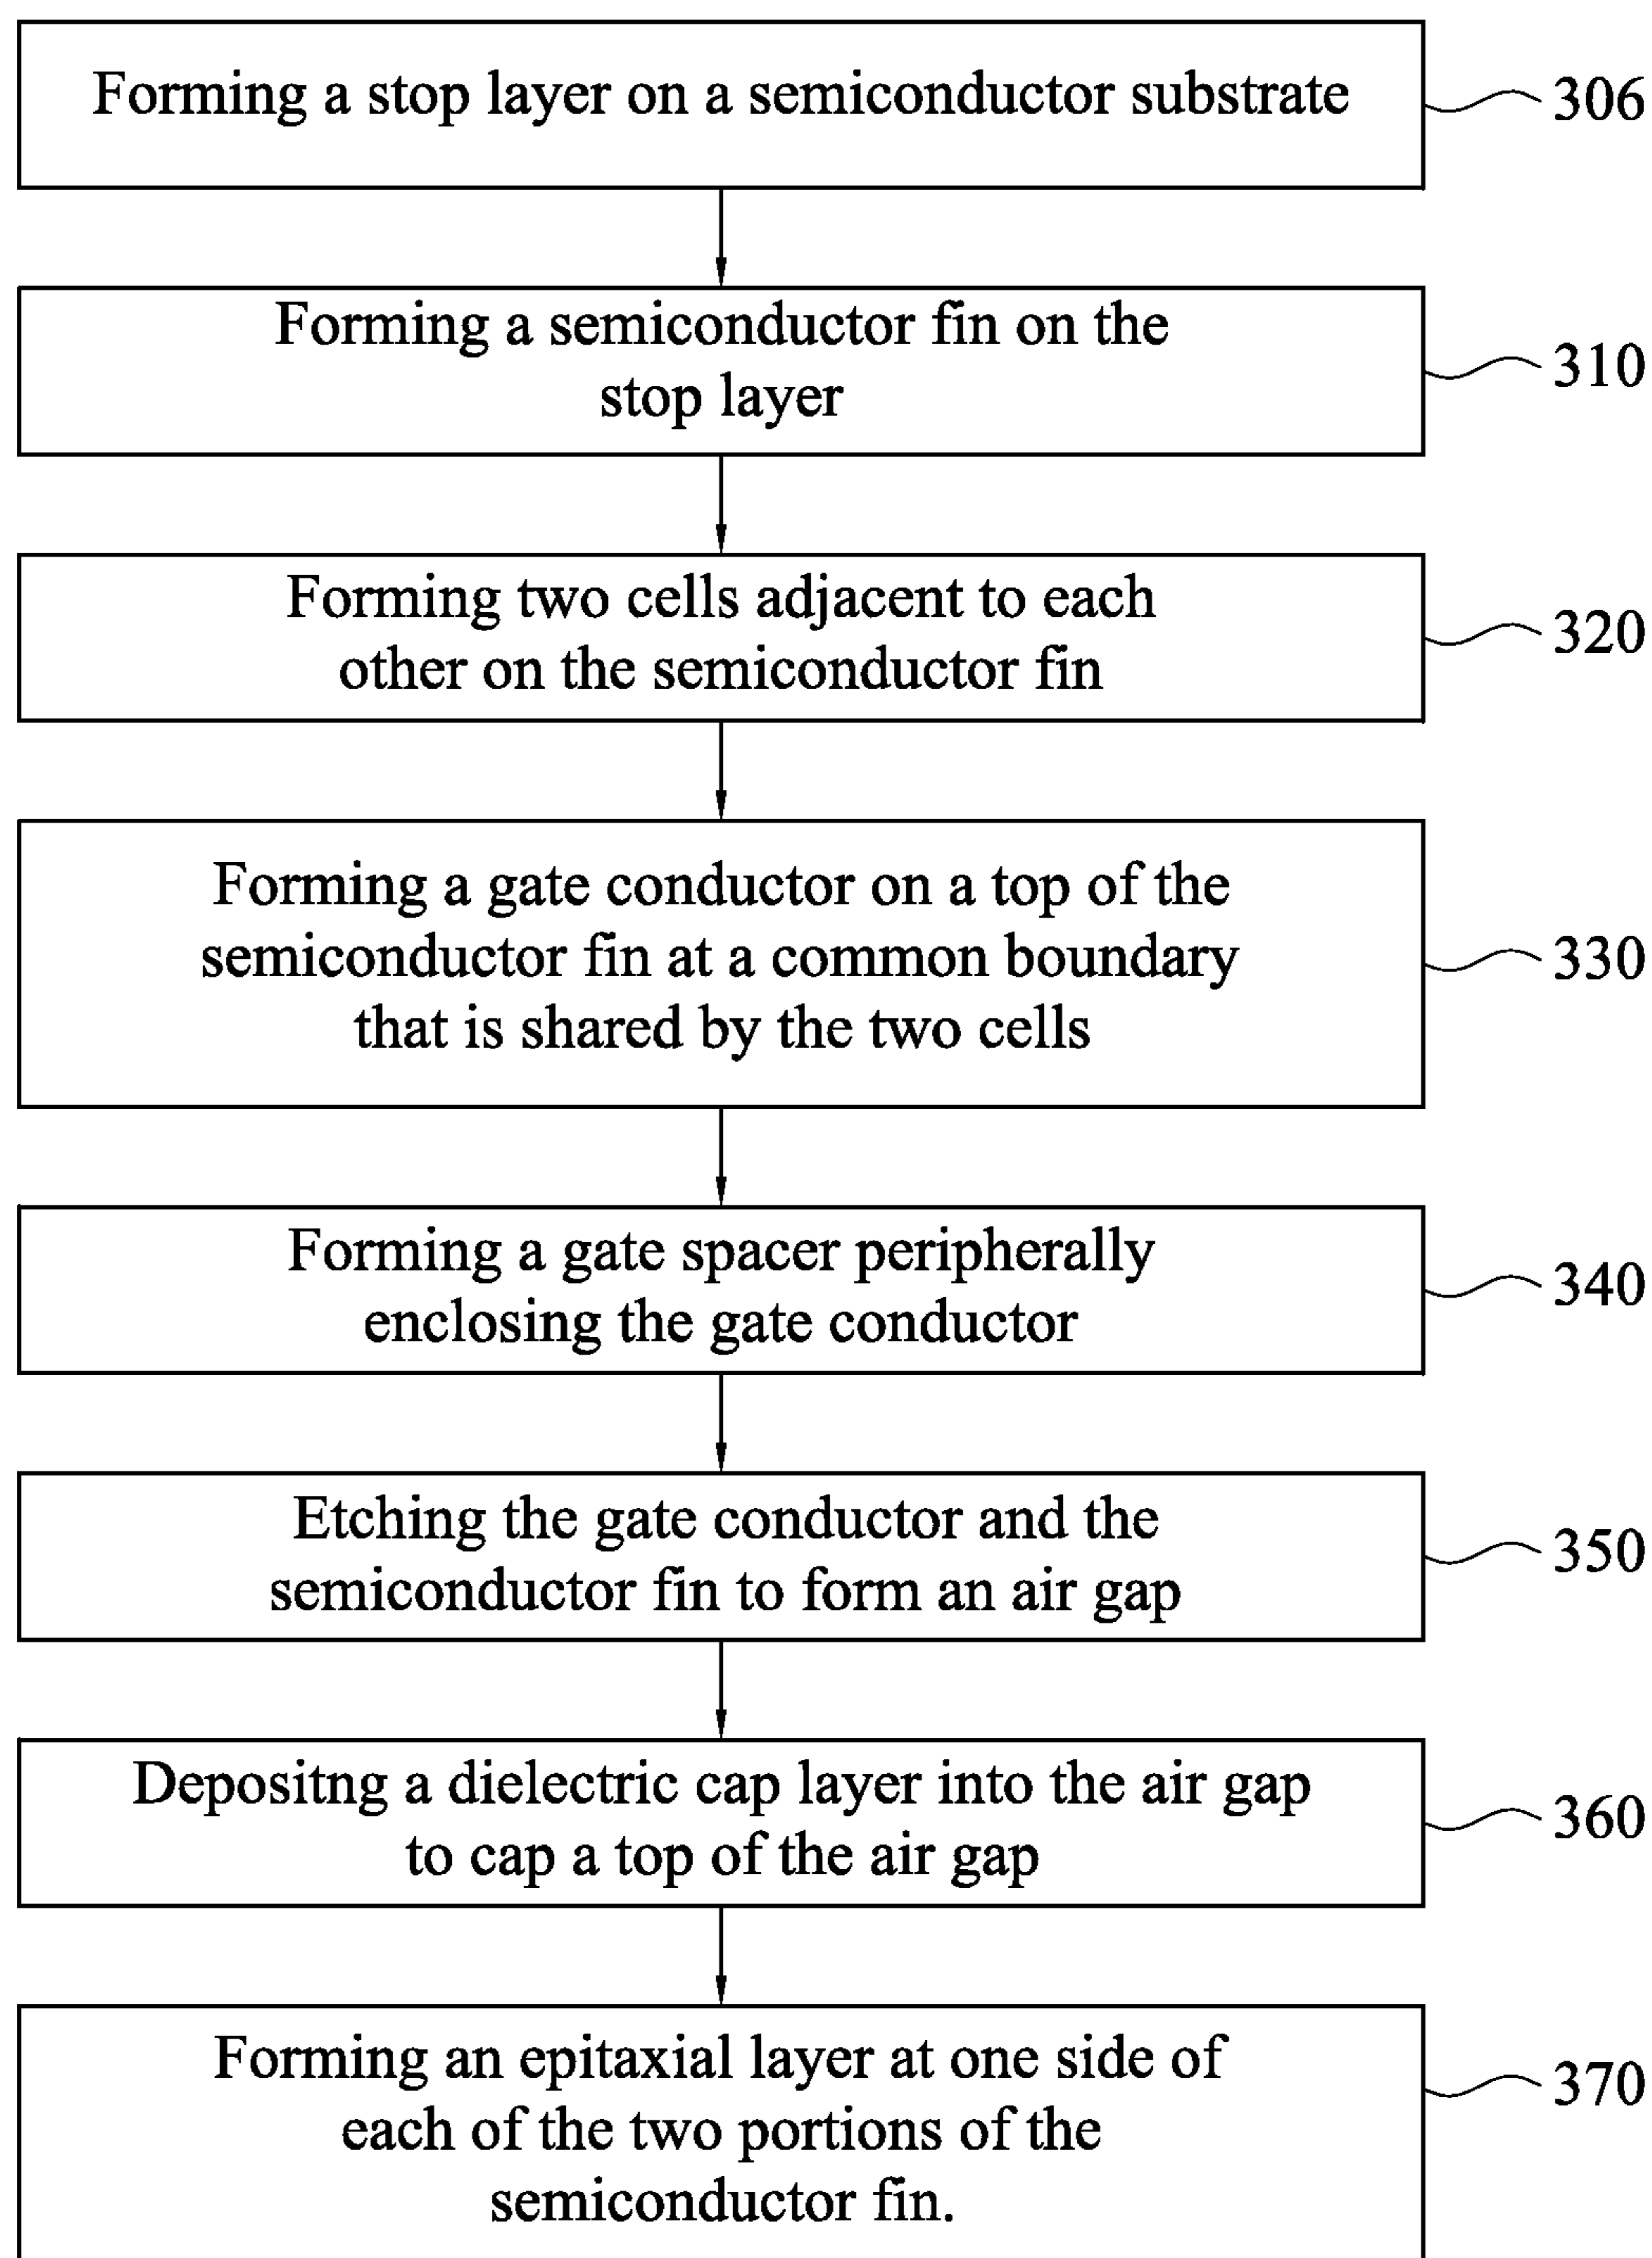 Forming a stop layer on a semiconductor substrate
306
Forming a semiconductor fin on the
stop layer
310
Forming two cells adjacent to each
other on the semiconductor fin
320
Forming a gate conductor on a top of the
semiconductor fin at a common boundary
that is shared by the two cells
330
Forming a gate spacer peripherally
enclosing the gate conductor
340
Etching the gate conductor and the
semiconductor fin to form an air gap
350
Depositng a dielectric cap layer into the air gap
to cap a top of the air gap
360
Forming an epitaxial layer at one side of
each of the two portions of the
semiconductor fin.
370